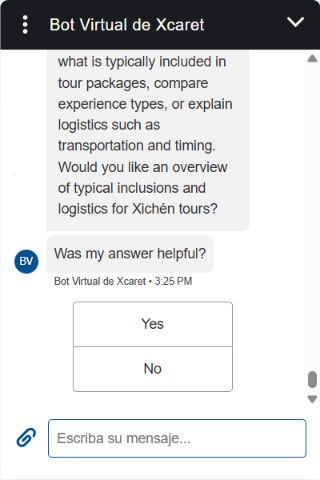 Bot Virtual de Xcaret
what is typically included in
tour packages, compare
experience types, or explain
logistics such as
transportation and timing.
Would you like an overview
of typical inclusions and
logistics for Xichén tours?
BV
Was my answer helpful?
Bot Virtual de Xcaret • 3:25 PM
Yes
No
Escriba su mensaje...